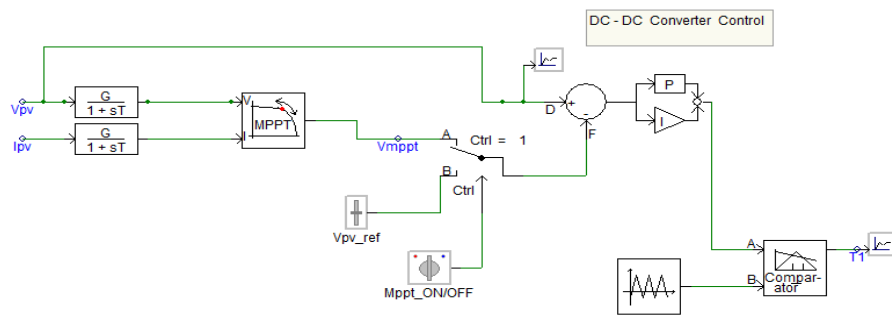 DC - DC Converter Control
Vpv
G
1 + sT
V
MPPT
I
Ipv
G
1 + sT
Vmppt
A
Ctrl = 1
B
Ctrl
Vpv_ref
Mppt_ON/OFF
D
+
-
F
P
I
A
B
Compar-
ator
T1